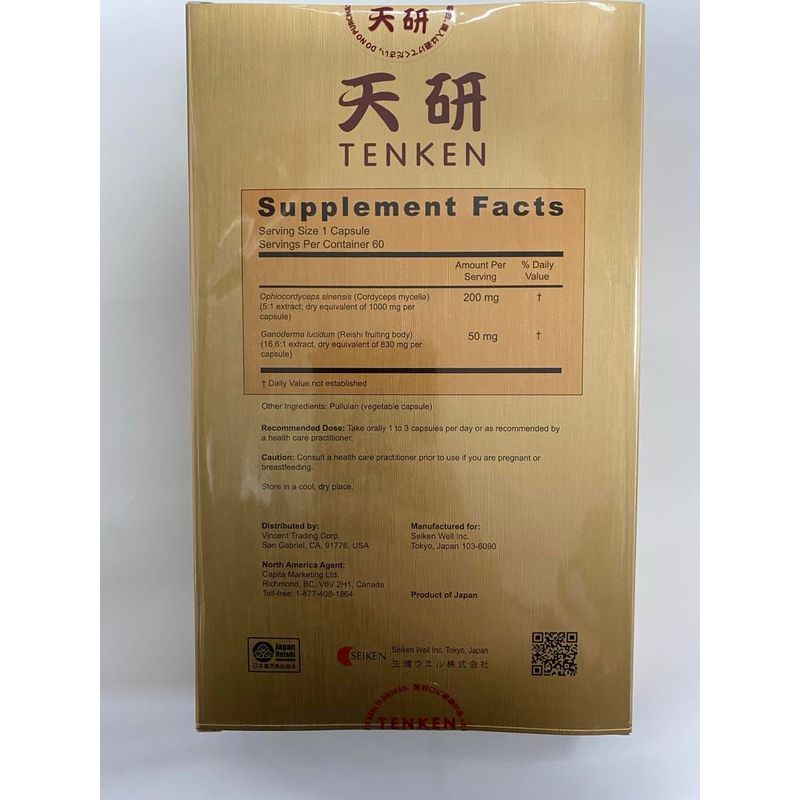 天研
天研
TENKEN
Supplement Facts
Serving Size 1 Capsule
Servings Per Container 60
Amount Per Serving
% Daily Value
Ophiocordyceps sinensis (Cordyceps mycelia)
200 mg
†
(5:1 extract; dry equivalent of 1000 mg per
capsule)
Ganoderma lucidum (Reishi fruiting body)
50 mg
†
(16.6:1 extract, dry equivalent of 830 mg per
capsule)
† Daily Value not established
Other Ingredients: Pullulan (vegetable capsule)
Recommended Dose: Take orally 1 to 3 capsules per day or as recommended by
a health care practitioner.
Caution: Consult a health care practitioner prior to use if you are pregnant or
breastfeeding.
Store in a cool, dry place.
Distributed by:
Vincent Trading Corp.
San Gabriel, CA, 91776, USA
Manufactured for:
Seiken Well Inc.
Tokyo, Japan 103-6090
North America Agent:
Capita Marketing Ltd.
Richmond, BC, V6V 2H1, Canada
Toll-free: 1-877-408-1864
Product of Japan
Japan
Reishi
Association
SEIKEN
Seiken Well Inc. Tokyo, Japan
生健ウエル株式会社
TENKEN